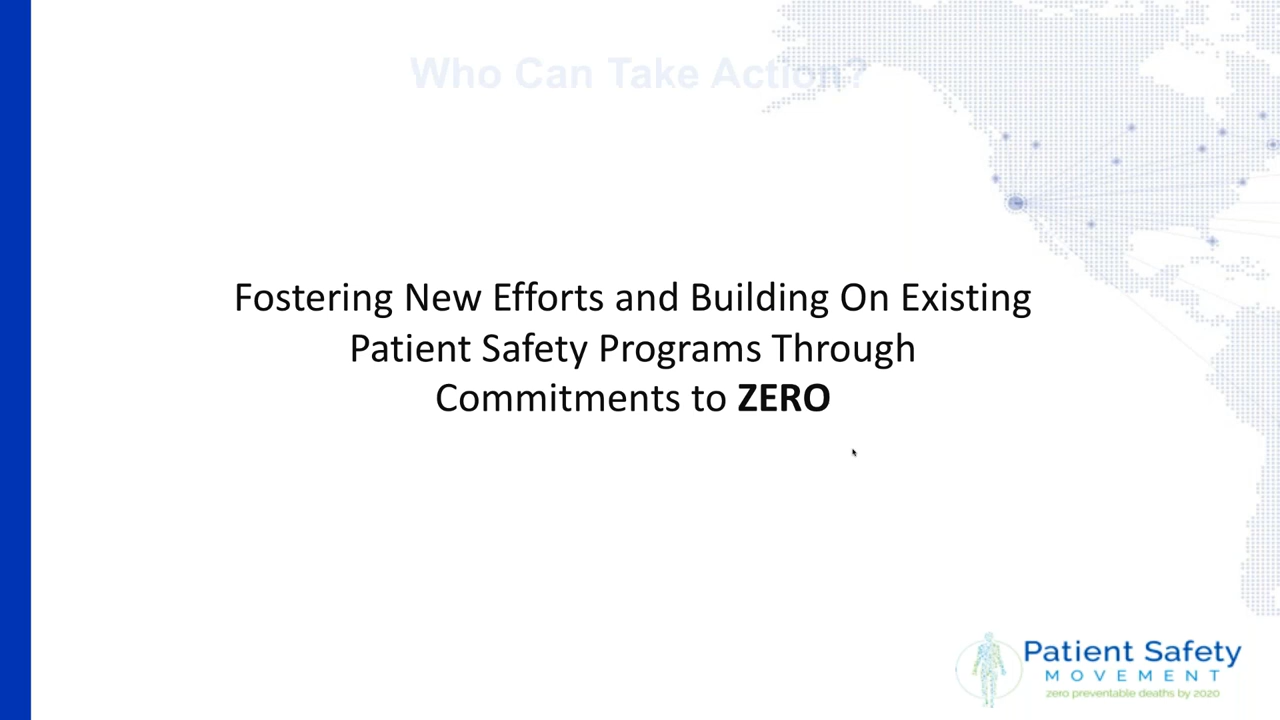 Who Can Take Action?
Fostering New Efforts and Building On Existing
Patient Safety Programs Through
Commitments to ZERO
Patient Safety
MOVEMENT
zero preventable deaths by 2020